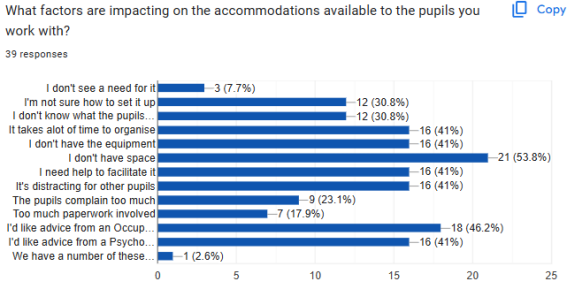 What factors are impacting on the accommodations available to the pupils you
work with?
Copy
39 responses
I don't see a need for it
3 (7.7%)
I'm not sure how to set it up
12 (30.8%)
I don't know what the pupils...
12 (30.8%)
It takes alot of time to organise
16 (41%)
I don't have the equipment
16 (41%)
I don't have space
21 (53.8%)
I need help to facilitate it
16 (41%)
It's distracting for other pupils
16 (41%)
The pupils complain too much
9 (23.1%)
Too much paperwork involved
7 (17.9%)
I'd like advice from an Occup...
18 (46.2%)
I'd like advice from a Psycho...
16 (41%)
We have a number of these...
1 (2.6%)
0 5 10 15 20 25